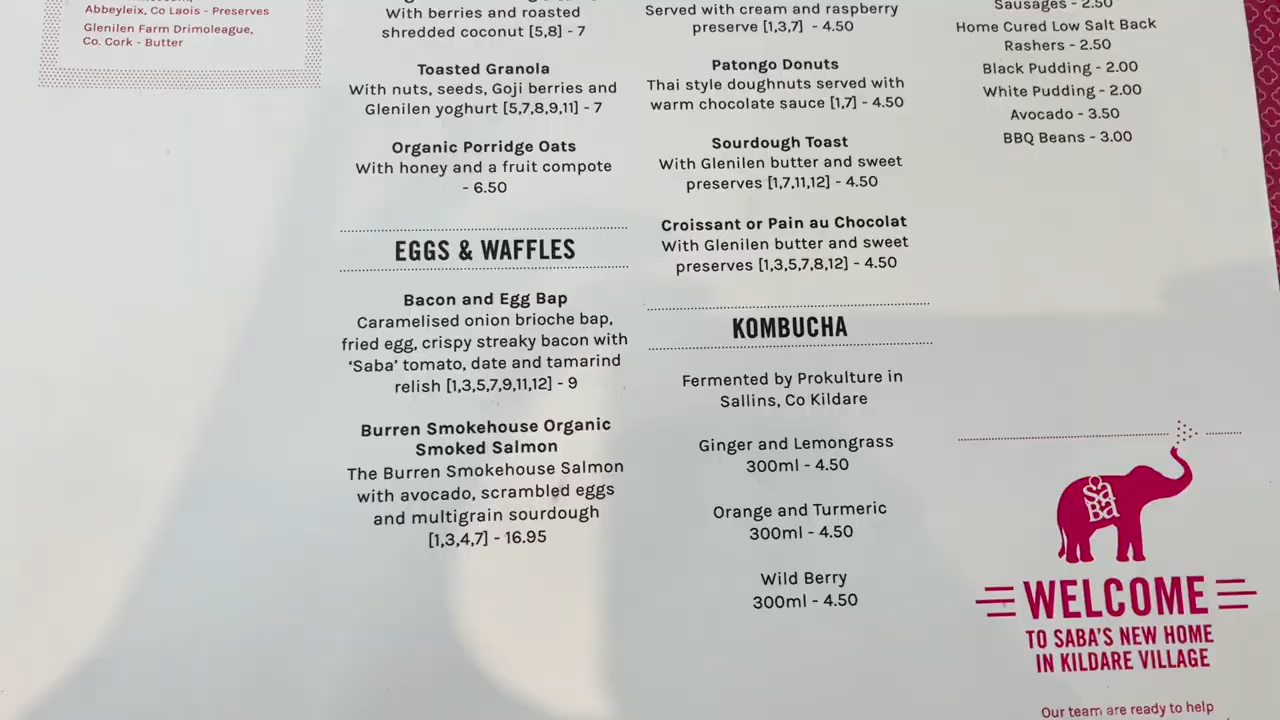 Abbeyleix, Co Laois - Preserves
Glenilen Farm Drimoleague,
Co. Cork - Butter
With berries and roasted
shredded coconut [5,8] - 7
Toasted Granola
With nuts, seeds, Goji berries and
Glenilen yoghurt [5,7,8,9,11] - 7
Organic Porridge Oats
With honey and a fruit compote
- 6.50
EGGS & WAFFLES
Bacon and Egg Bap
Caramelised onion brioche bap,
fried egg, crispy streaky bacon with
‘Saba’ tomato, date and tamarind
relish [1,3,5,7,9,11,12] - 9
Burren Smokehouse Organic
Smoked Salmon
The Burren Smokehouse Salmon
with avocado, scrambled eggs
and multigrain sourdough
[1,3,4,7] - 16.95
Served with cream and raspberry
preserve [1,3,7] - 4.50
Patongo Donuts
Thai style doughnuts served with
warm chocolate sauce [1,7] - 4.50
Sourdough Toast
With Glenilen butter and sweet
preserves [1,7,11,12] - 4.50
Croissant or Pain au Chocolat
With Glenilen butter and sweet
preserves [1,3,5,7,8,12] - 4.50
KOMBUCHA
Fermented by Prokulture in
Sallins, Co Kildare
Ginger and Lemongrass
300ml - 4.50
Orange and Turmeric
300ml - 4.50
Wild Berry
300ml - 4.50
Sausages - 2.50
Home Cured Low Salt Back
Rashers - 2.50
Black Pudding - 2.00
White Pudding - 2.00
Avocado - 3.50
BBQ Beans - 3.00
saBa
WELCOME
TO SABA'S NEW HOME
IN KILDARE VILLAGE
Our team are ready to help